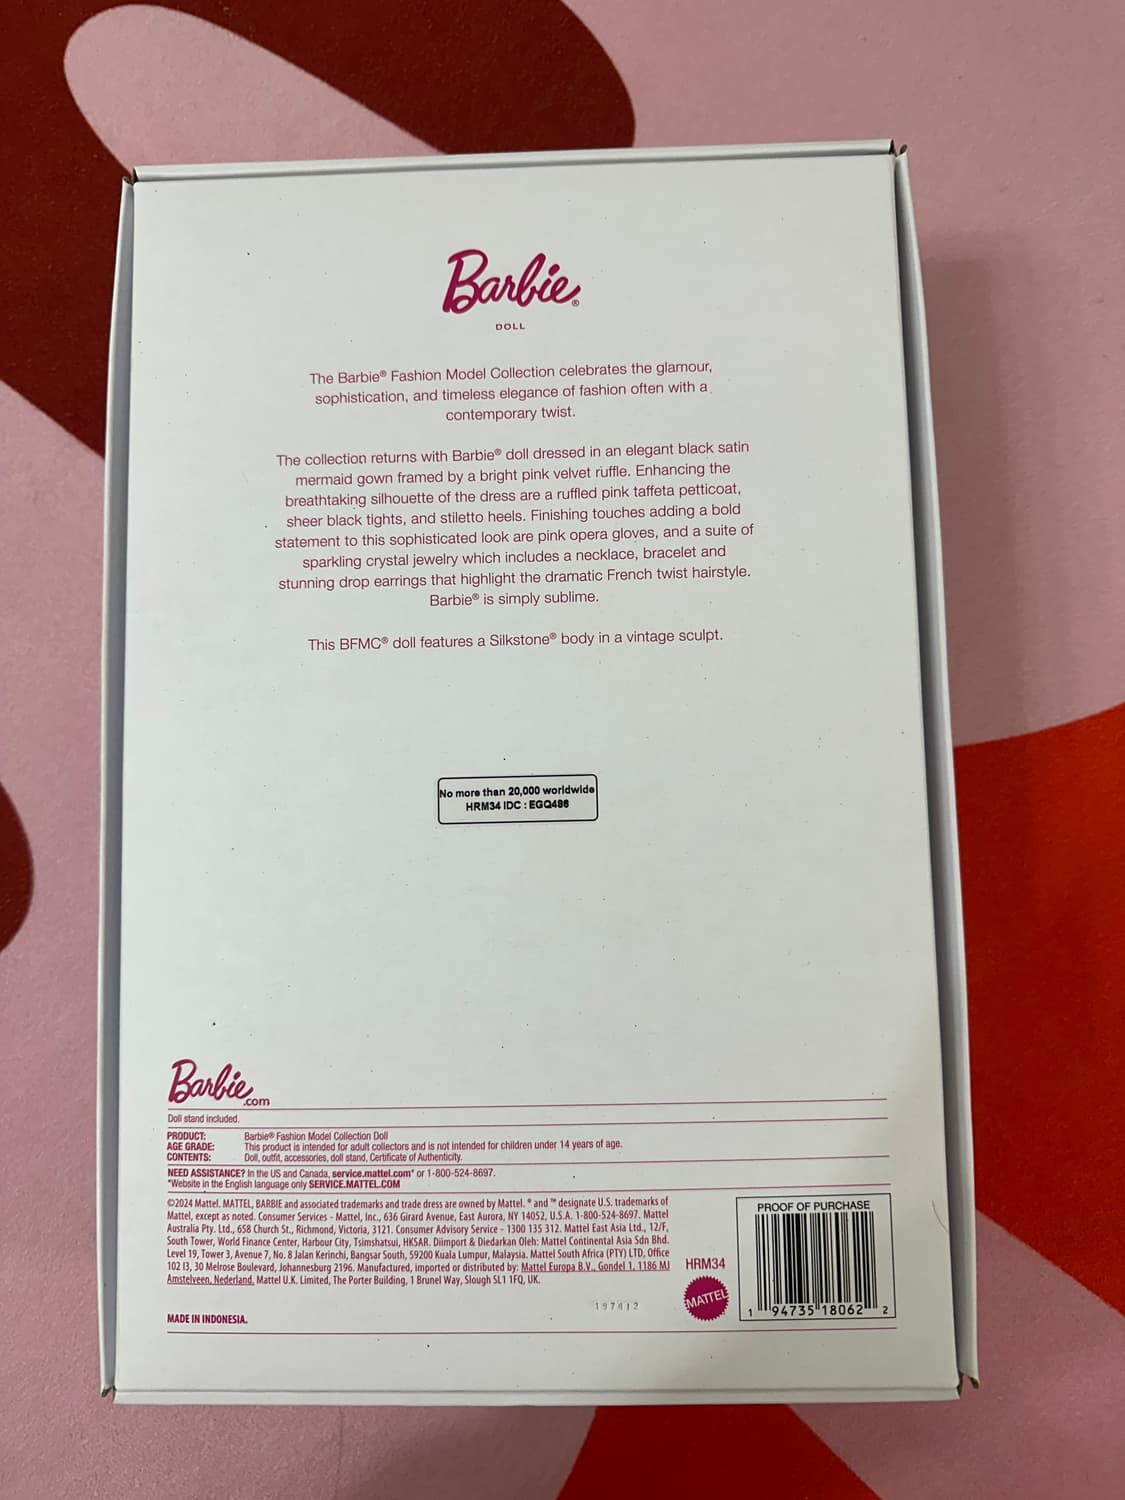 Barbie®
DOLL
The Barbie® Fashion Model Collection celebrates the glamour,
sophistication, and timeless elegance of fashion often with a
contemporary twist.
The collection returns with Barbie® doll dressed in an elegant black satin
mermaid gown framed by a bright pink velvet ruffle. Enhancing the
breathtaking silhouette of the dress are a ruffled pink taffeta petticoat,
sheer black tights, and stiletto heels. Finishing touches adding a bold
statement to this sophisticated look are pink opera gloves, and a suite of
sparkling crystal jewelry which includes a necklace, bracelet and
stunning drop earrings that highlight the dramatic French twist hairstyle.
Barbie® is simply sublime.
This BFMC® doll features a Silkstone® body in a vintage sculpt.
No more than 20,000 worldwide
HRM34 IDC : EGQ486
Barbie.com
Doll stand included.
PRODUCT: Barbie® Fashion Model Collection Doll
AGE GRADE: This product is intended for adult collectors and is not intended for children under 14 years of age.
CONTENTS: Doll, outfit, accessories, doll stand, Certificate of Authenticity.
NEED ASSISTANCE? In the US and Canada, service.mattel.com* or 1-800-524-8697.
*Website in the English language only SERVICE.MATTEL.COM
©2024 Mattel. MATTEL, BARBIE and associated trademarks and trade dress are owned by Mattel. ® and ™ designate U.S. trademarks of
Mattel, except as noted. Consumer Services - Mattel, Inc., 636 Girard Avenue, East Aurora, NY 14052, U.S.A. 1-800-524-8697. Mattel
Australia Pty. Ltd., 658 Church St., Richmond, Victoria, 3121. Consumer Advisory Service - 1300 135 312. Mattel East Asia Ltd., 12/F,
South Tower, World Finance Center, Harbour City, Tsimshatsui, HKSAR. Diimport & Diedarkan Oleh: Mattel Continental Asia Sdn Bhd.
Level 19, Tower 3, Avenue 7, No. 8 Jalan Kerinchi, Bangsar South, 59200 Kuala Lumpur, Malaysia. Mattel South Africa (PTY) LTD, Office
102 I3, 30 Melrose Boulevard, Johannesburg 2196. Manufactured, imported or distributed by: Mattel Europa B.V., Gondel 1, 1186 MJ
Amstelveen, Nederland, Mattel U.K. Limited, The Porter Building, 1 Brunel Way, Slough SL1 1FQ, UK.
MADE IN INDONESIA.
197412
HRM34
MATTEL
PROOF OF PURCHASE
1 94735 18062 2